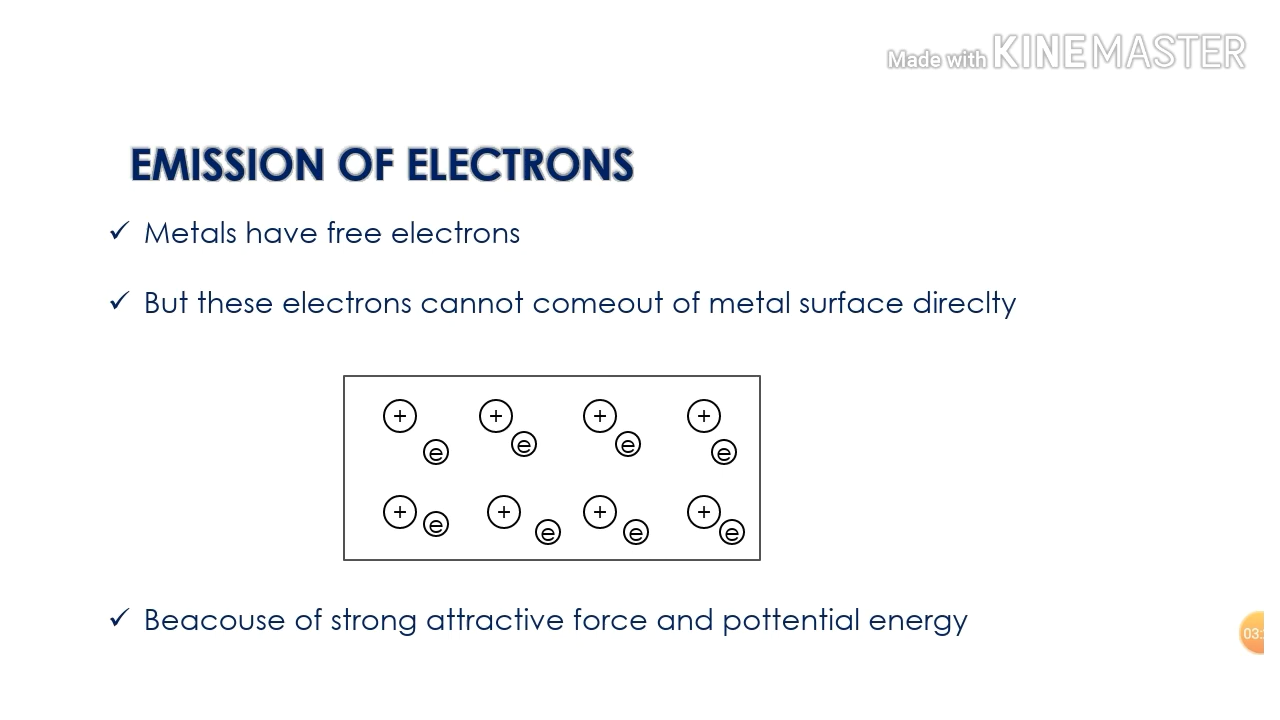 Made with KINEMASTER
EMISSION OF ELECTRONS
✓ Metals have free electrons
✓ But these electrons cannot comeout of metal surface direclty
+ + + +
e e e e
+ + + +
e e e e
✓ Beacouse of strong attractive force and pottential energy
03: